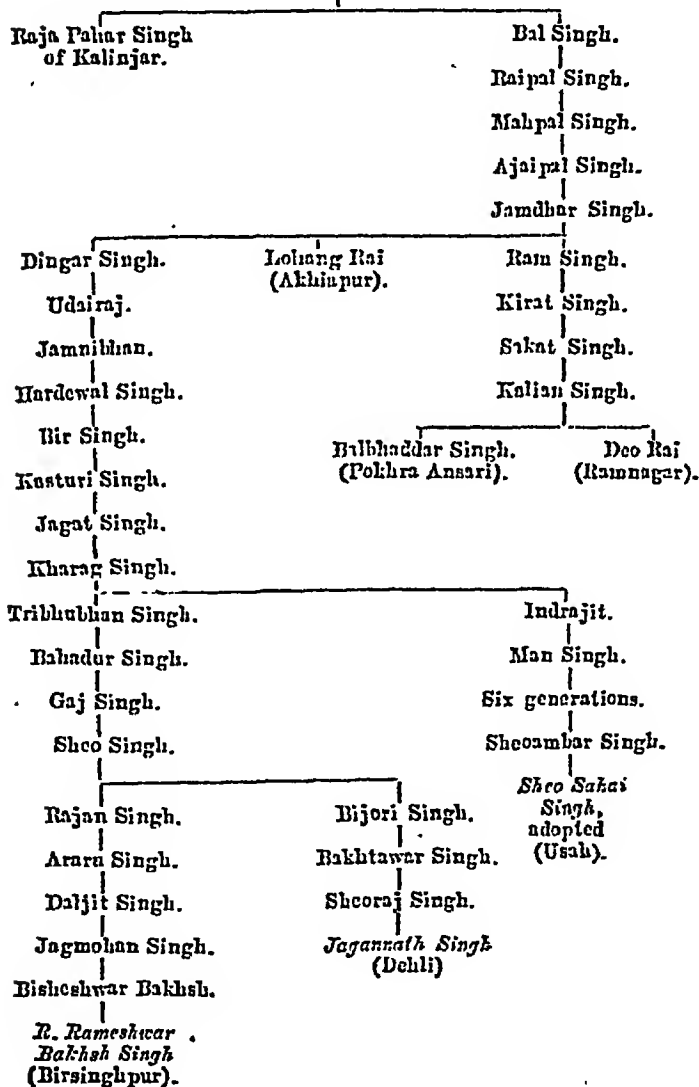 Raja Pahar Singh
of Kalinjar.
Bal Singh.
Raipal Singh.
Mahpal Singh.
Ajaipal Singh.
Jamdhar Singh.
Dingar Singh.
Lohang Rai
(Akhiapur).
Ram Singh.
Udairaj.
Kirat Singh.
Jamnibhan.
Sakat Singh.
Hardewal Singh.
Kalian Singh.
Bir Singh.
Balbhaddar Singh.
(Pokhra Ansari).
Deo Rai
(Ramnagar).
Kasturi Singh.
Jagat Singh.
Kharag Singh.
Tribhubhan Singh.
Indrajit.
Bahadur Singh.
Man Singh.
Gaj Singh.
Six generations.
Sheo Singh.
Sheoambar Singh.
Sheo Sahai
Singh,
adopted
(Usah).
Rajan Singh.
Bijori Singh.
Araru Singh.
Bakhtawar Singh.
Daljit Singh.
Sheoraj Singh.
Jagmohan Singh.
Jagannath Singh
(Dehli)
Bisheshwar Bakhsh.
R. Rameshwar
Bakhsh Singh
(Birsinghpur).